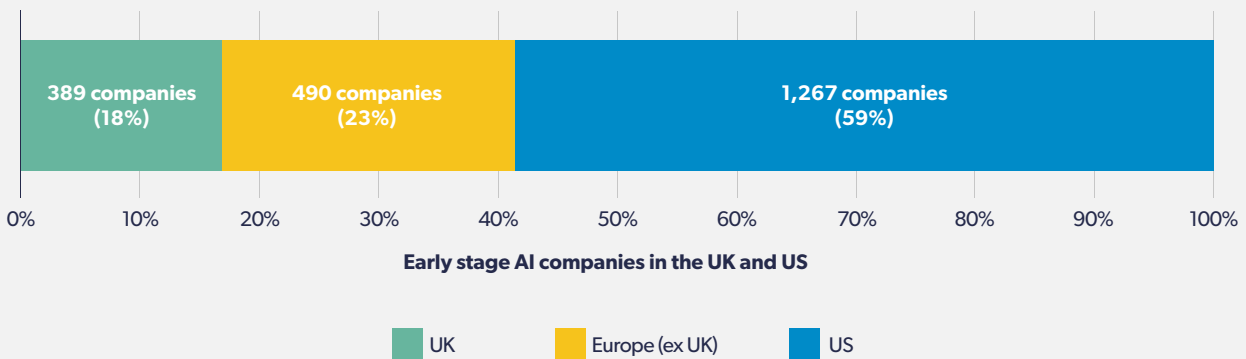 389 companies
(18%)
490 companies
(23%)
1,267 companies
(59%)
0%
10%
20%
30%
40%
50%
60%
70%
80%
90%
100%
Early stage AI companies in the UK and US
UK
Europe (ex UK)
US